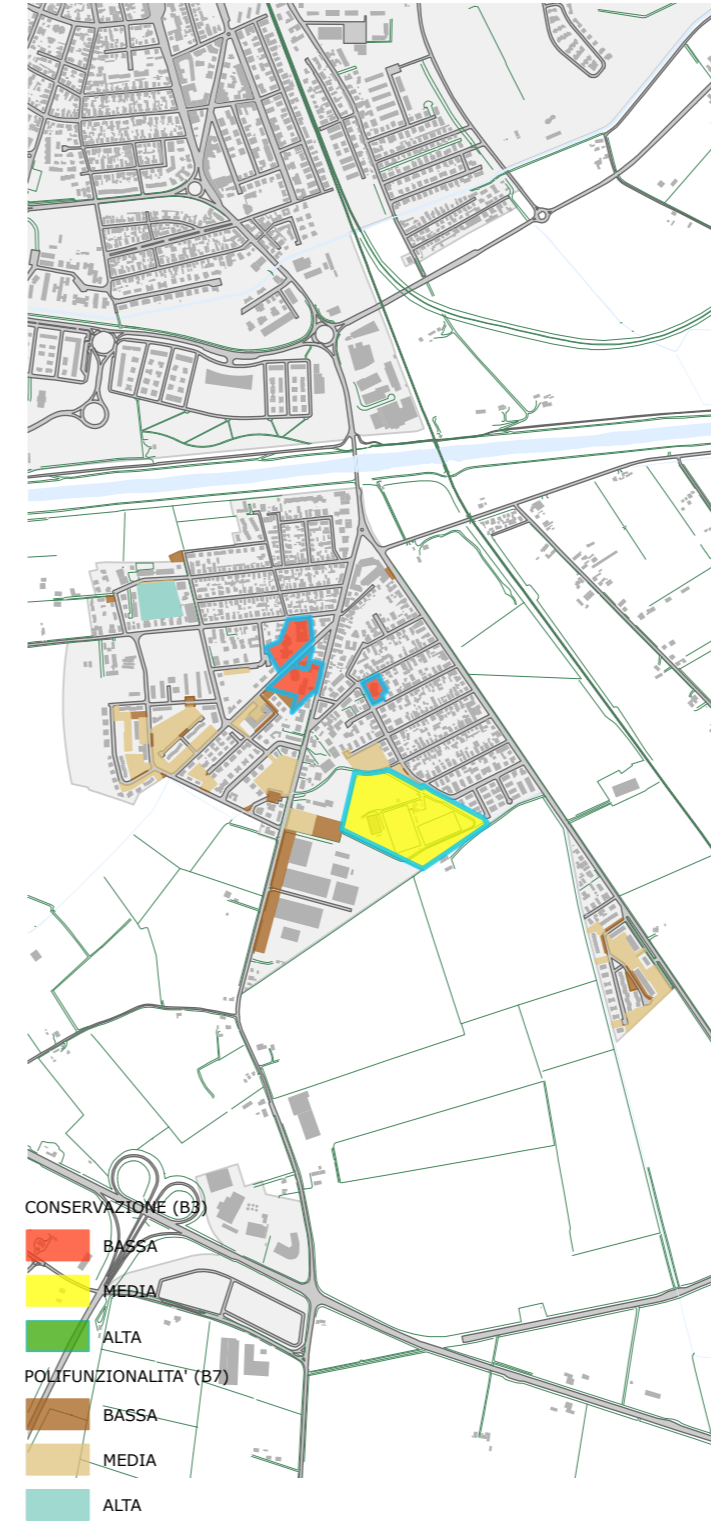 CONSERVAZIONE (B3)
BASSA
MEDIA
ALTA
POLIFUNZIONALITA' (B7)
BASSA
MEDIA
ALTA